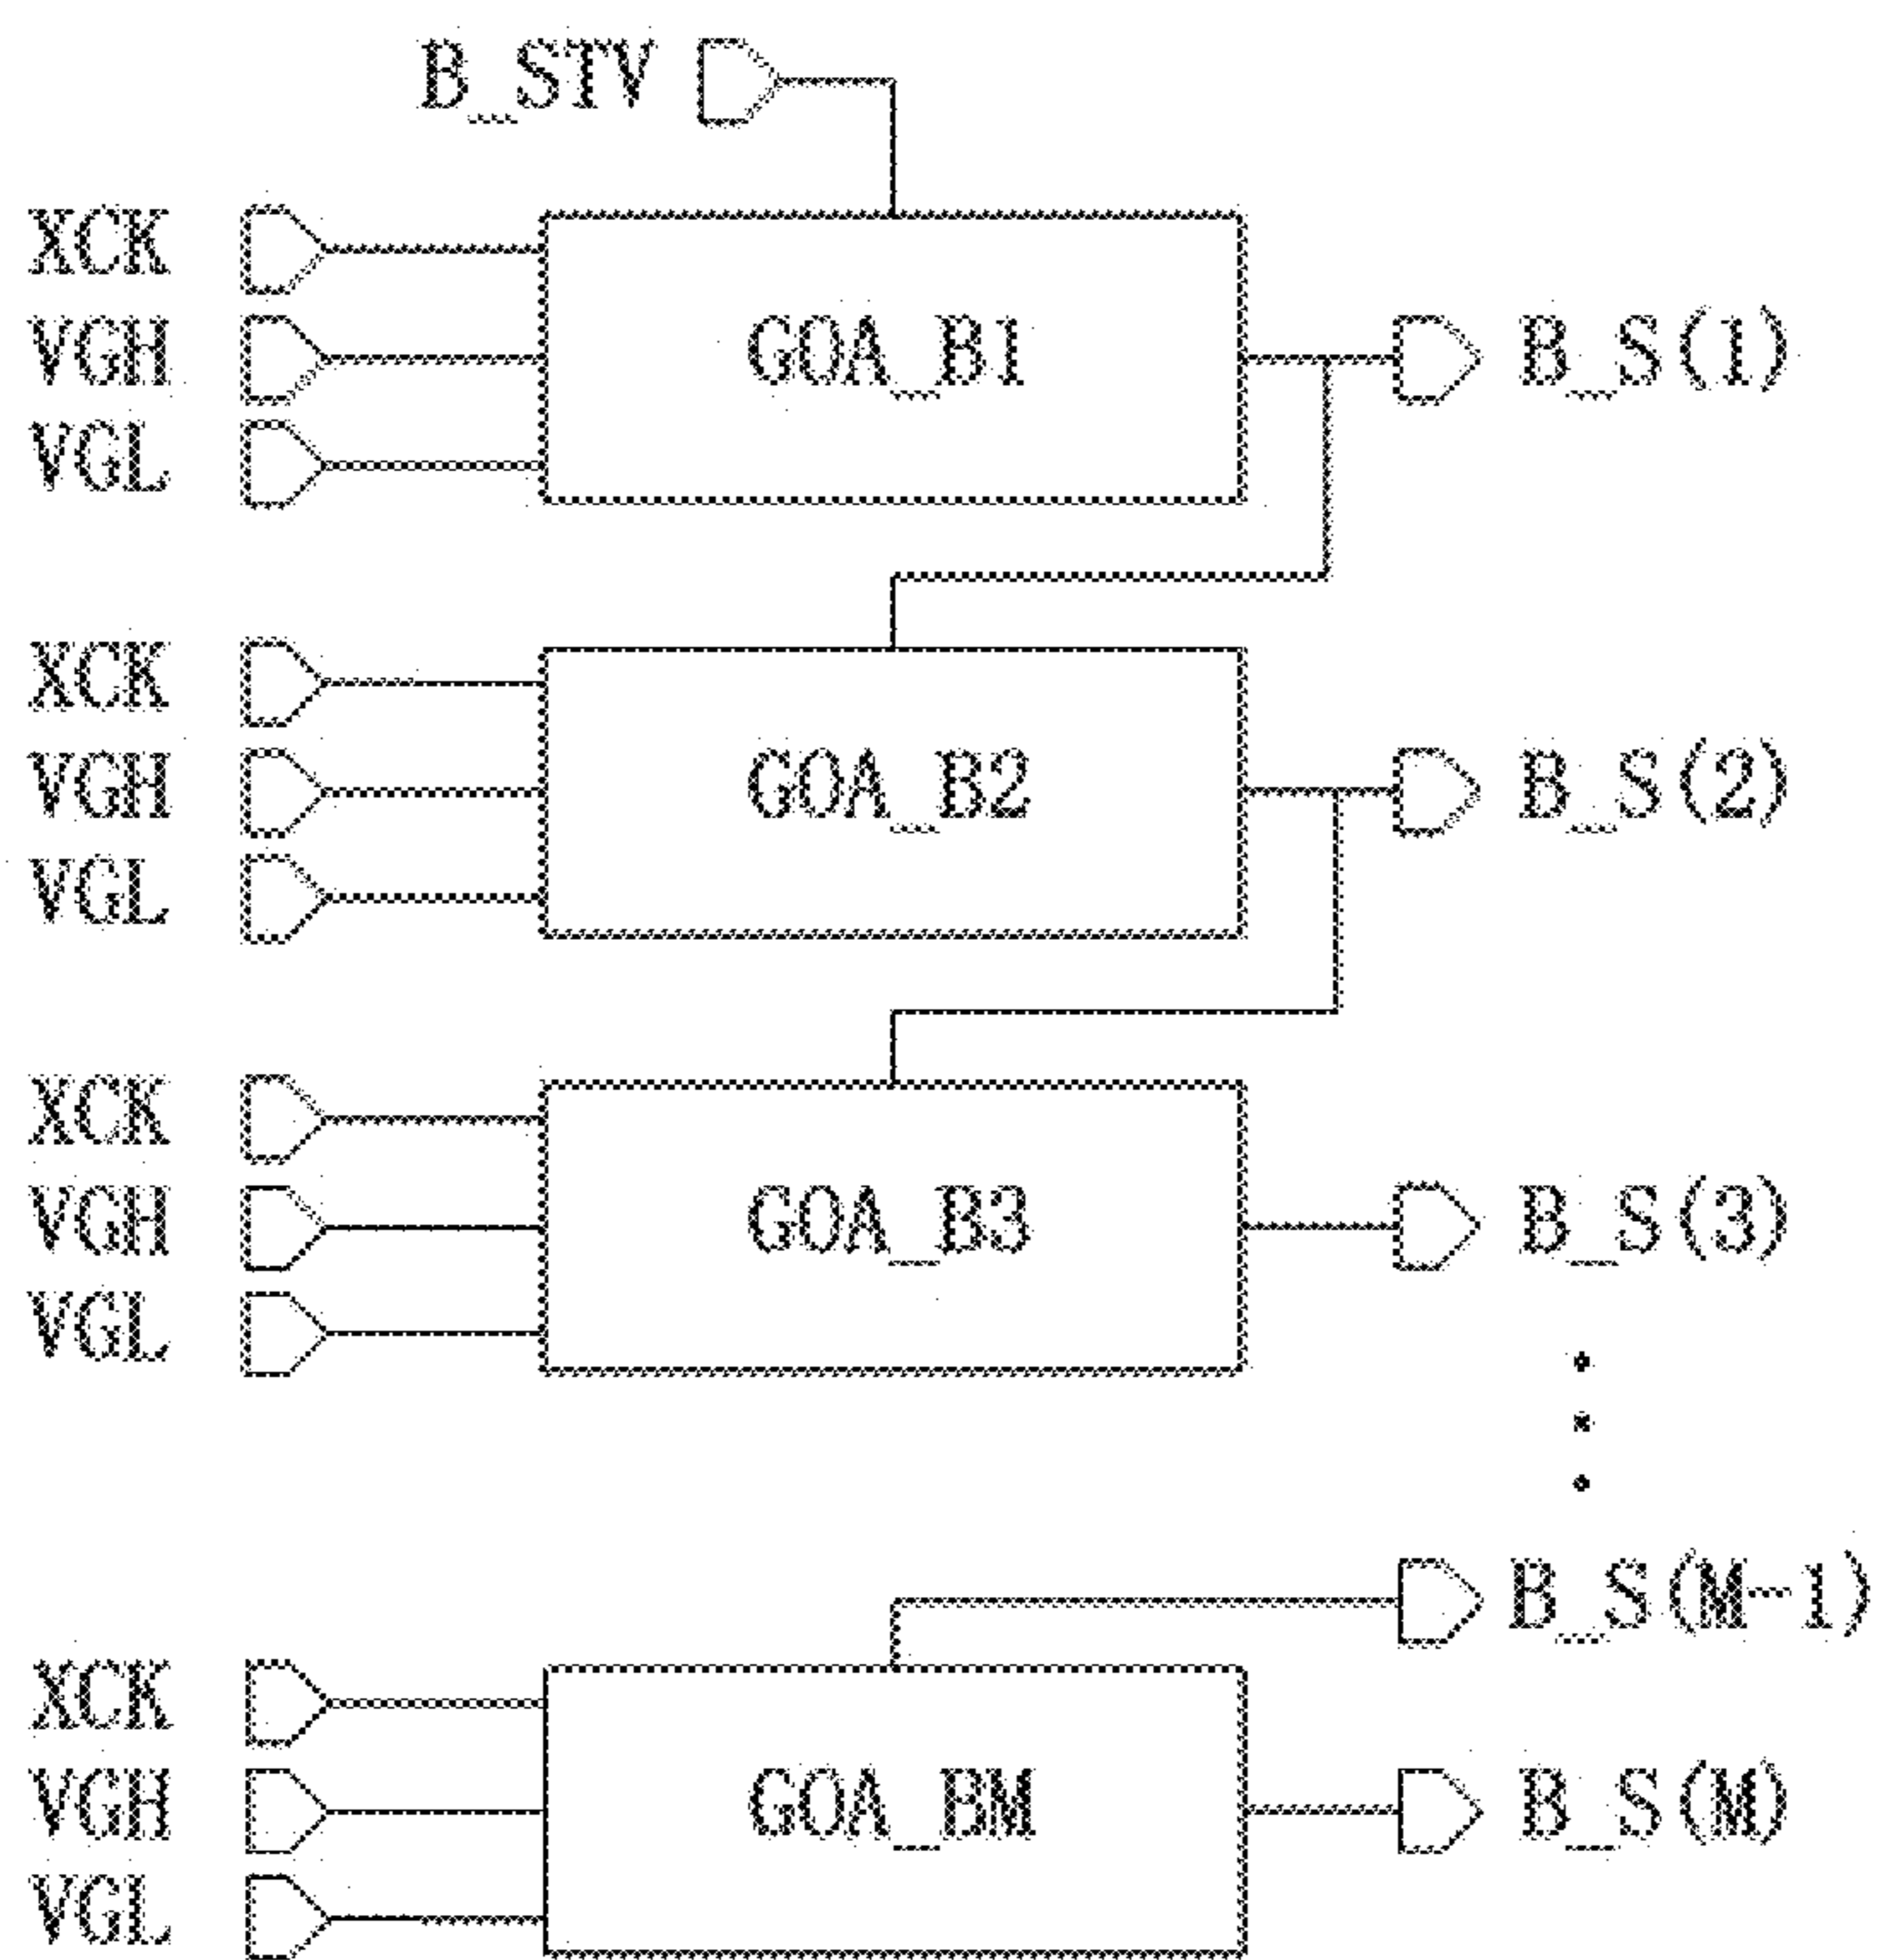 B_STV
XCK
VGH GOA_B1 B_S(1)
VGL
XCK
VGH GOA_B2 B_S(2)
VGL
XCK
VGH GOA_B3 B_S(3)
VGL
B_S(M-1)
XCK
VGH GOA_BM B_S(M)
VGL